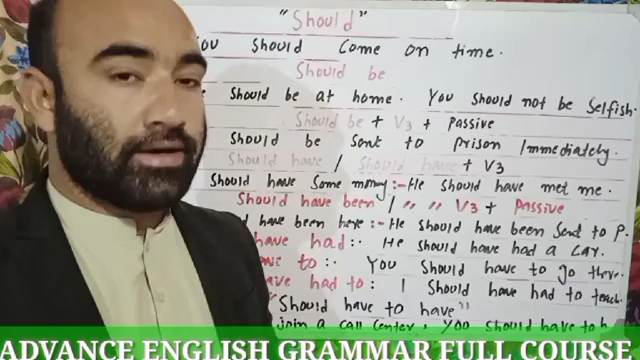 "Should"
You should come on time.
Should be
should be at home. You should not be selfish.
Should be + V3 + Passive
should be sent to prison immediately.
Should have / Should have + V3
should have some money:- He should have met me.
Should have been / " " V3 + Passive
have been here:- He should have been sent to P.
have had:- He should have had a car.
to:- You should have to go there.
have had to: I should have had to teach.
"Should have to have"
join a call center, you should have to h
ADVANCE ENGLISH GRAMMAR FULL COURSE